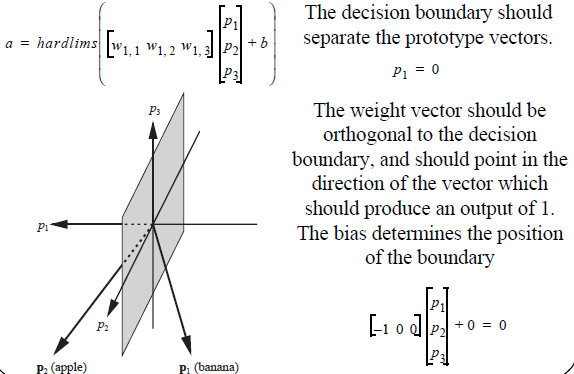 a = hardlims( [w1,1 w1,2 w1,3] [p1 p2 p3] + b )
The decision boundary should
separate the prototype vectors.
p1 = 0
The weight vector should be
orthogonal to the decision
boundary, and should point in the
direction of the vector which
should produce an output of 1.
The bias determines the position
of the boundary
[-1 0 0] [p1 p2 p3] + 0 = 0
p3
p1
p2
p2 (apple)
p1 (banana)